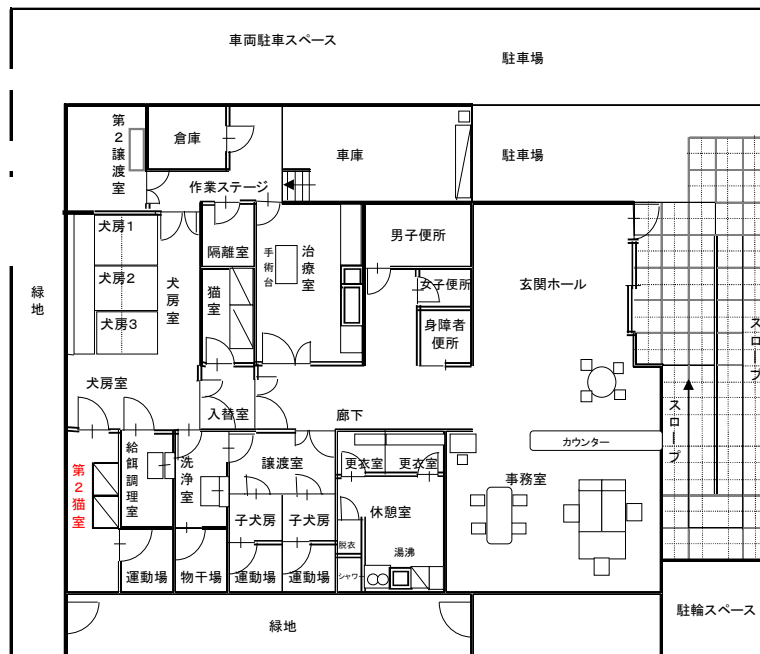 車両駐車スペース
駐車場
第2譲渡室
倉庫
車庫
駐車場
作業ステージ
犬房1
犬房2
犬房3
犬房室
隔離室
猫室
手術台
治療室
男子便所
女子便所
身障者
便所
玄関ホール
緑地
スロープ
スロープ
犬房室
入替室
廊下
カウンター
事務室
第2猫室
給餌調理室
洗浄室
譲渡室
更衣室
更衣室
休憩室
子犬房
子犬房
脱衣
湯沸
シャワー
運動場
物干場
運動場
運動場
緑地
駐輪スペース